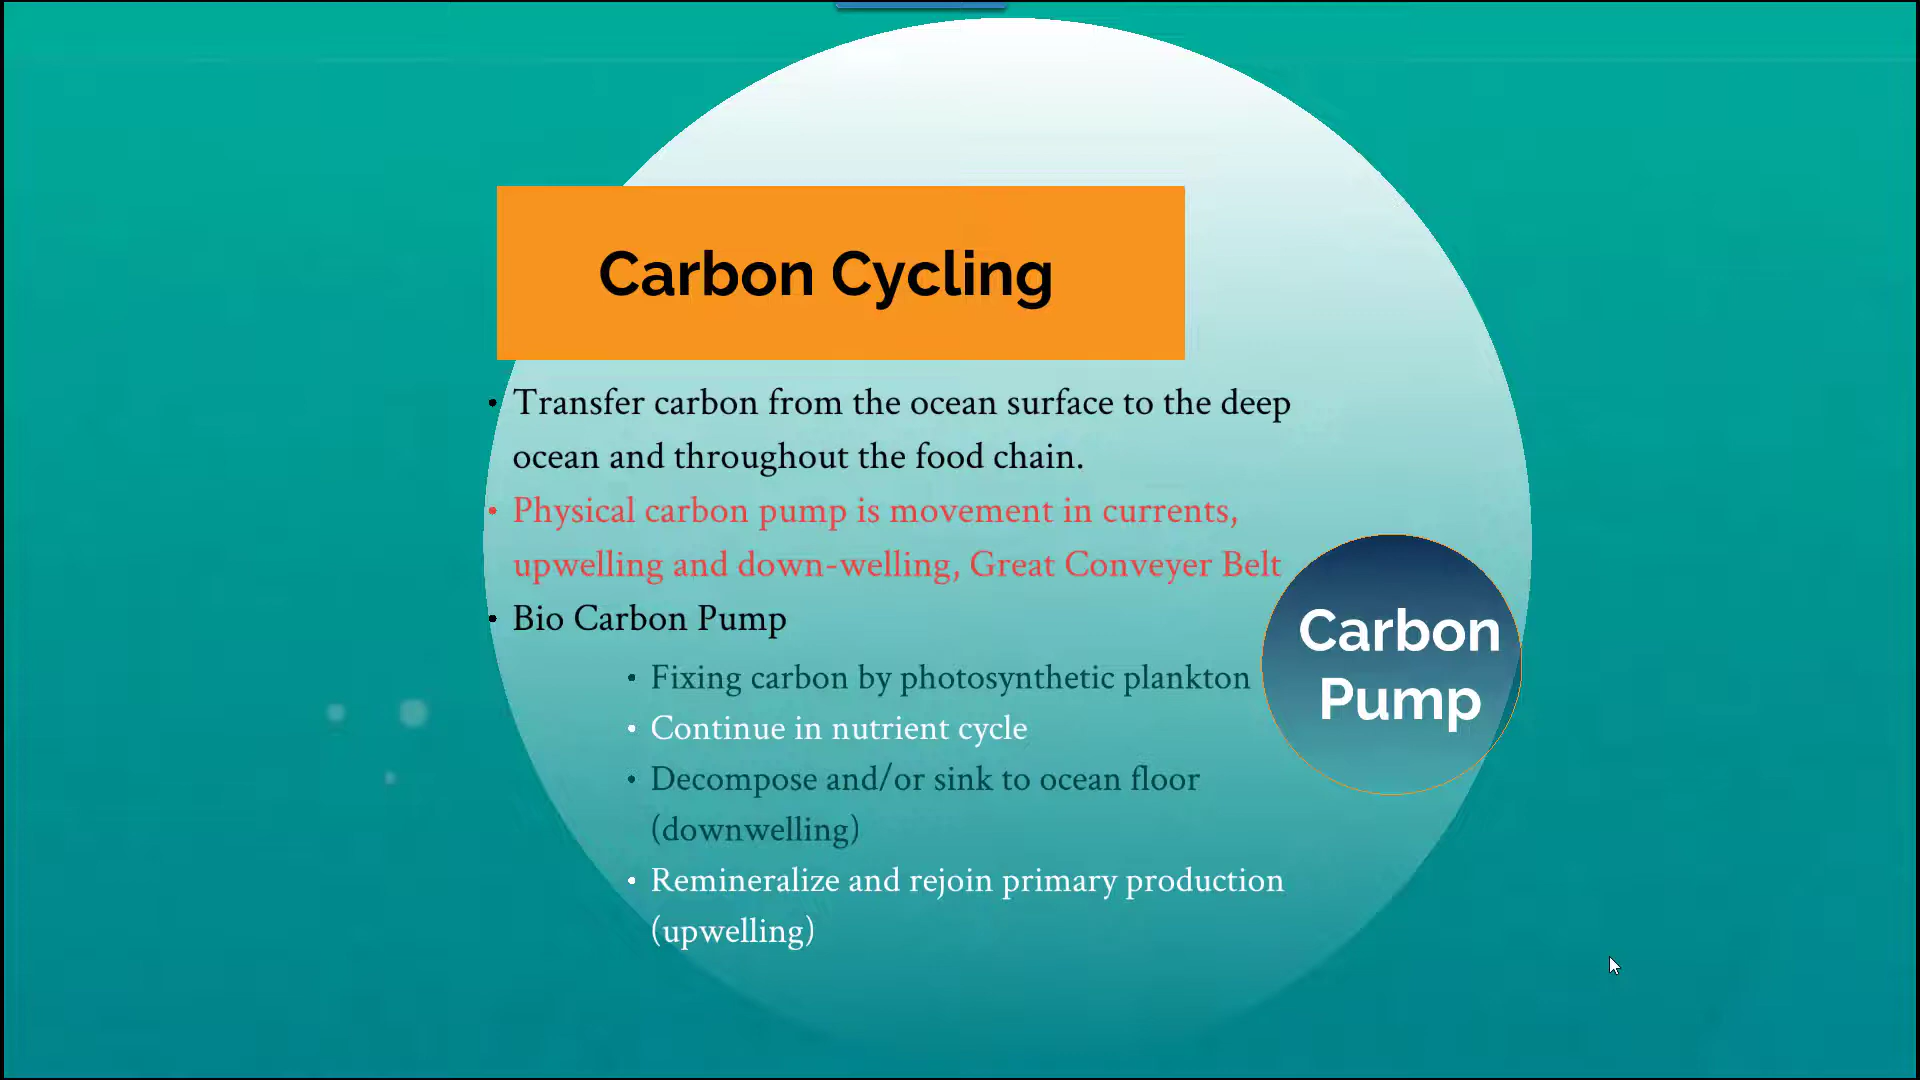 Carbon Cycling
• Transfer carbon from the ocean surface to the deep
ocean and throughout the food chain.
• Physical carbon pump is movement in currents,
upwelling and down-welling, Great Conveyer Belt
• Bio Carbon Pump
• Fixing carbon by photosynthetic plankton
• Continue in nutrient cycle
• Decompose and/or sink to ocean floor
(downwelling)
• Remineralize and rejoin primary production
(upwelling)
Carbon
Pump